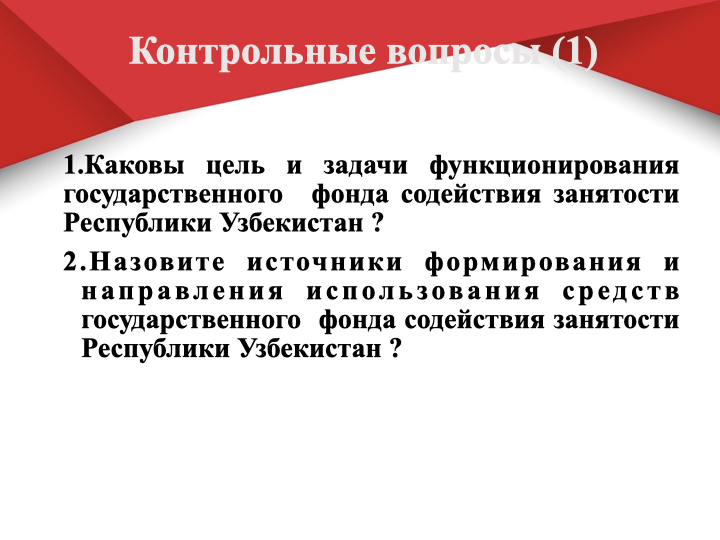 Контрольные вопросы (1)
1.Каковы цель и задачи функционирования
государственного фонда содействия занятости
Республики Узбекистан ?
2.Назовите источники формирования и
направления использования средств
государственного фонда содействия занятости
Республики Узбекистан ?